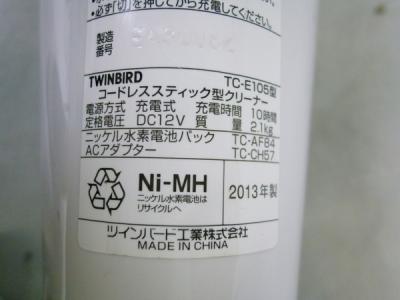 ・必ず「切」を押してから充電してください。
製造
番号
TWINBIRD TC-E105型
コードレススティック型クリーナー
電源方式 充電式 充電時間 10時間
定格電圧 DC12V 質 量 2.1kg
ニッケル水素電池パック TC-AF84
ACアダプター TC-CH57
Ni-MH
ニッケル水素電池は
リサイクルへ
2013年製
ツインバード工業株式会社
MADE IN CHINA